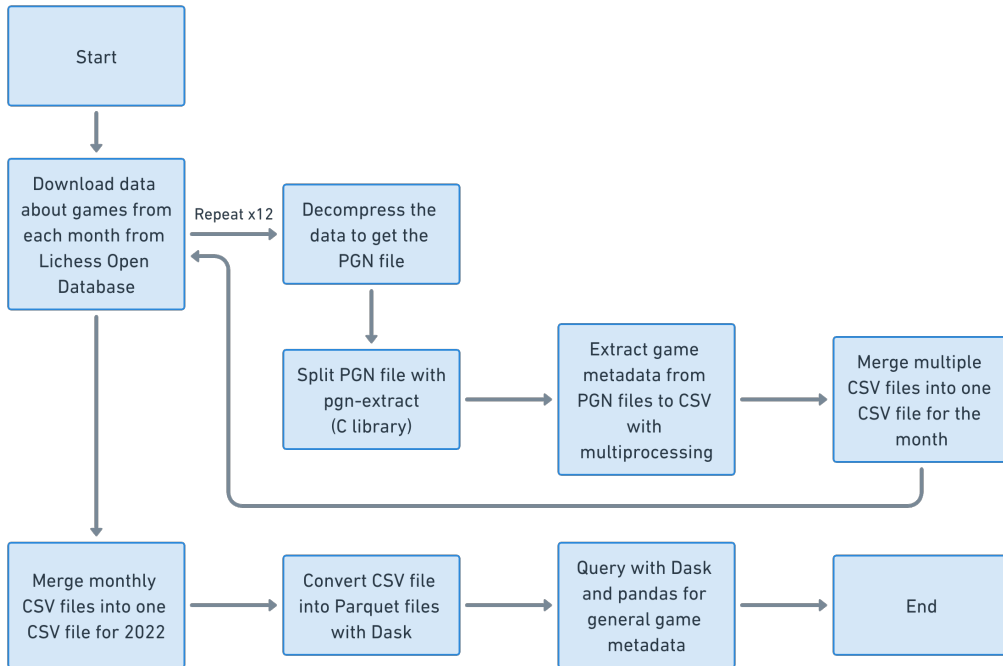 Start
Download data
about games from
each month from
Lichess Open
Database
Repeat x12
Decompress the
data to get the
PGN file
Split PGN file with
pgn-extract
(C library)
Extract game
metadata from
PGN files to CSV
with
multiprocessing
Merge multiple
CSV files into one
CSV file for the
month
Merge monthly
CSV files into one
CSV file for 2022
Convert CSV file
into Parquet files
with Dask
Query with Dask
and pandas for
general game
metadata
End